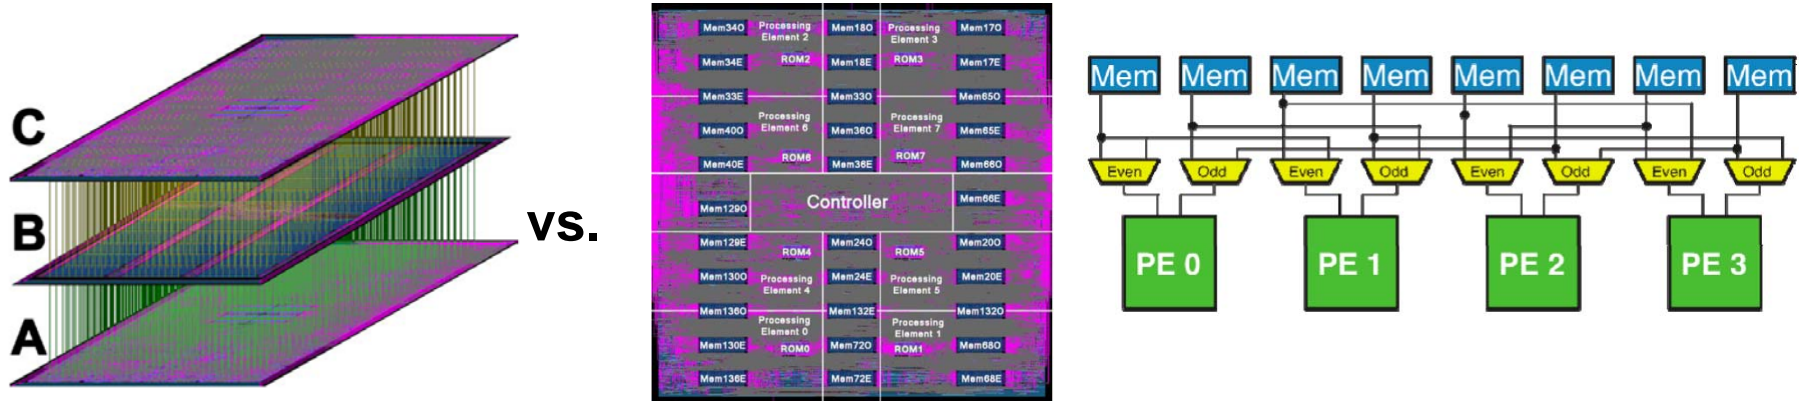 C
B
A
vs.
Mem34O Processing Element 2 Mem18O Processing Element 3 Mem17O
Mem34E ROM2 Mem18E ROM3 Mem17E
Mem33E Mem33O Mem65O
Mem40O Processing Element 6 Mem36O Processing Element 7 Mem65E
Mem40E ROM6 Mem36E ROM7 Mem66O
Mem129O Controller Mem66E
Mem129E ROM4 Mem24O ROM5 Mem20O
Mem130O Processing Element 4 Mem24E Processing Element 5 Mem20E
Mem136O Mem132E Mem132O
Mem130E Processing Element 0 ROM0 Mem72O Processing Element 1 ROM1 Mem68O
Mem136E Mem72E Mem68E
Mem Mem Mem Mem Mem Mem Mem Mem
Even Odd Even Odd Even Odd Even Odd
PE 0 PE 1 PE 2 PE 3